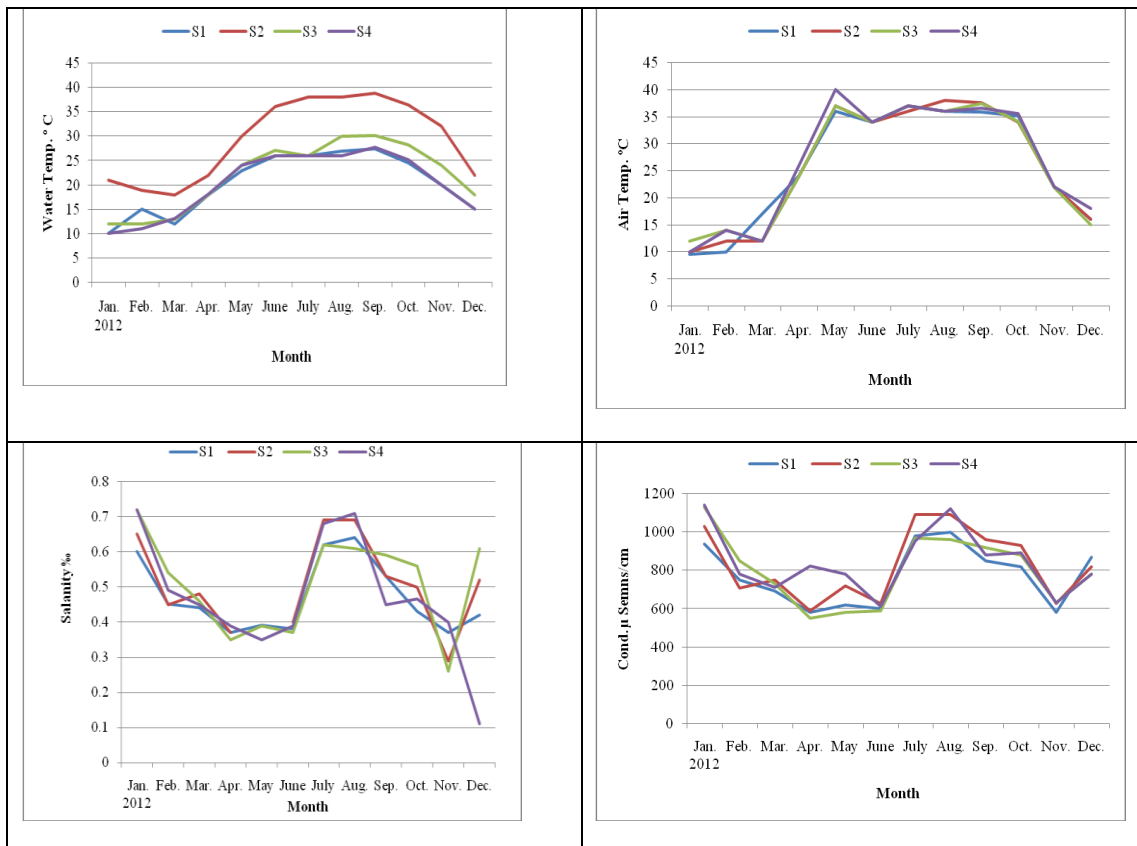 S1 S2 S3 S4
Water Temp. º C
45
40
35
30
25
20
15
10
5
0
Jan. Feb. Mar. Apr. May June July Aug. Sep. Oct. Nov. Dec.
2012
Month
S1 S2 S3 S4
Air Temp. ºC
45
40
35
30
25
20
15
10
5
0
Jan. Feb. Mar. Apr. May June July Aug. Sep. Oct. Nov. Dec.
2012
Month
S1 S2 S3 S4
Salanity ‰
0.8
0.7
0.6
0.5
0.4
0.3
0.2
0.1
0
Jan. Feb. Mar. Apr. May June July Aug. Sep. Oct. Nov. Dec.
2012
Month
S1 S2 S3 S4
Cond. µ Semns/cm
1200
1000
800
600
400
200
0
Jan. Feb. Mar. Apr. May June July Aug. Sep. Oct. Nov. Dec.
2012
Month